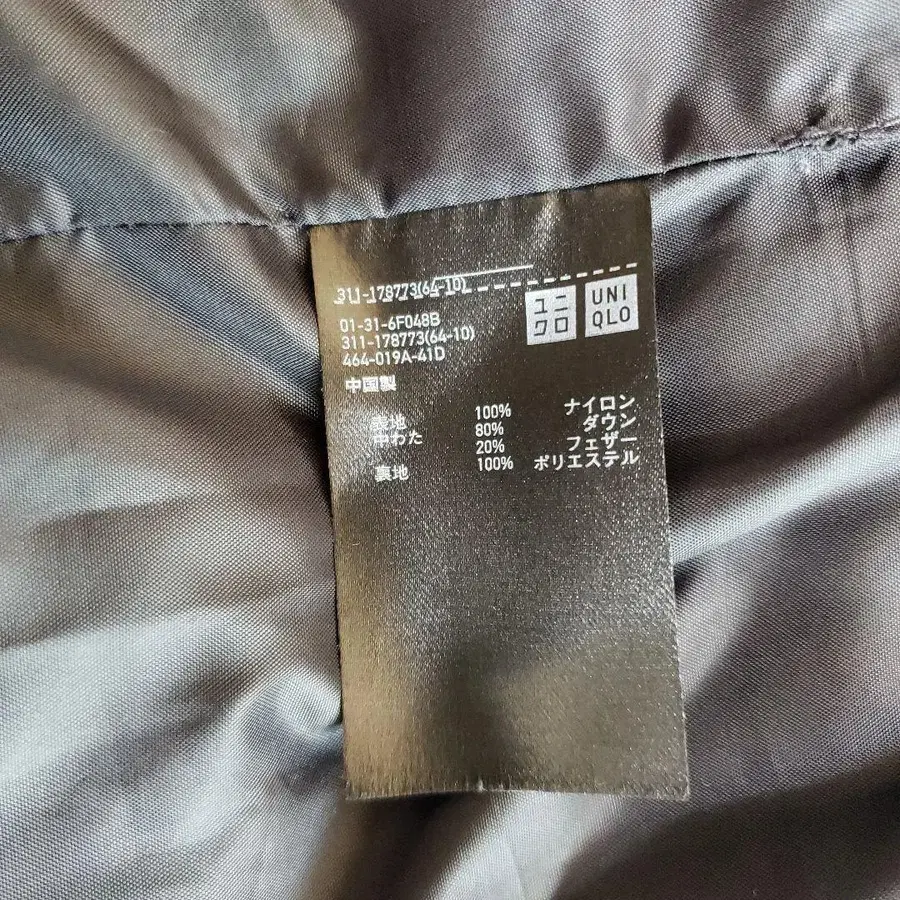 311-178773(64-10)
ユニクロ
UNIQLO
01-31-6F048B
311-178773(64-10)
464-019A-41D
中国製
表地 100% ナイロン
中わた 80% ダウン
20% フェザー
裏地 100% ポリエステル